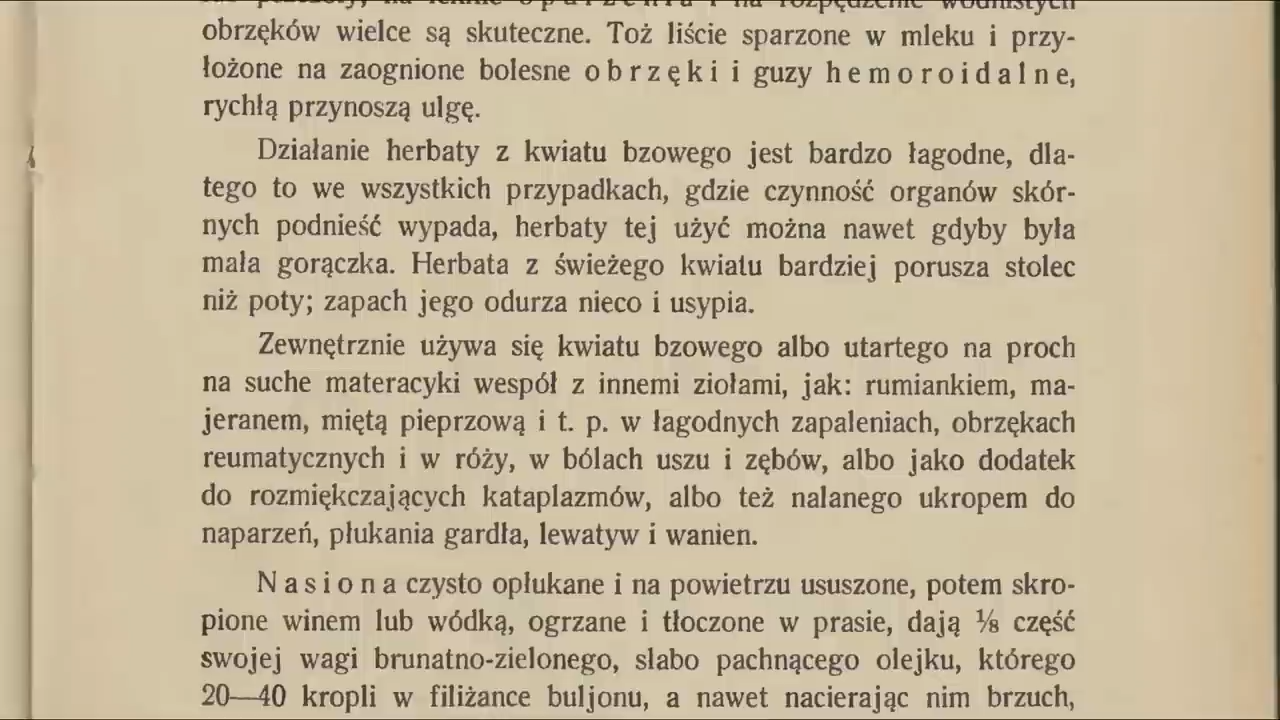 obrzęków wielce są skuteczne. Toż liście sparzone w mleku i przy-
łożone na zaognione bolesne obrzęki i guzy hemoroidalne,
rychłą przynoszą ulgę.
Działanie herbaty z kwiatu bzowego jest bardzo łagodne, dla-
tego to we wszystkich przypadkach, gdzie czynność organów skór-
nych podnieść wypada, herbaty tej użyć można nawet gdyby była
mała gorączka. Herbata z świeżego kwiatu bardziej porusza stolec
niż poty; zapach jego odurza nieco i usypia.
Zewnętrznie używa się kwiatu bzowego albo utartego na proch
na suche materacyki wespół z innemi ziołami, jak: rumiankiem, ma-
jeranem, miętą pieprzową i t. p. w łagodnych zapaleniach, obrzękach
reumatycznych i w róży, w bólach uszu i zębów, albo jako dodatek
do rozmiękczających kataplazmów, albo też nalanego ukropem do
naparzeń, płukania gardła, lewatyw i wanien.
Nasiona czysto opłukane i na powietrzu ususzone, potem skro-
pione winem lub wódką, ogrzane i tłoczone w prasie, dają ⅛ część
swojej wagi brunatno-zielonego, słabo pachnącego olejku, którego
20—40 kropli w filiżance buljonu, a nawet nacierając nim brzuch,